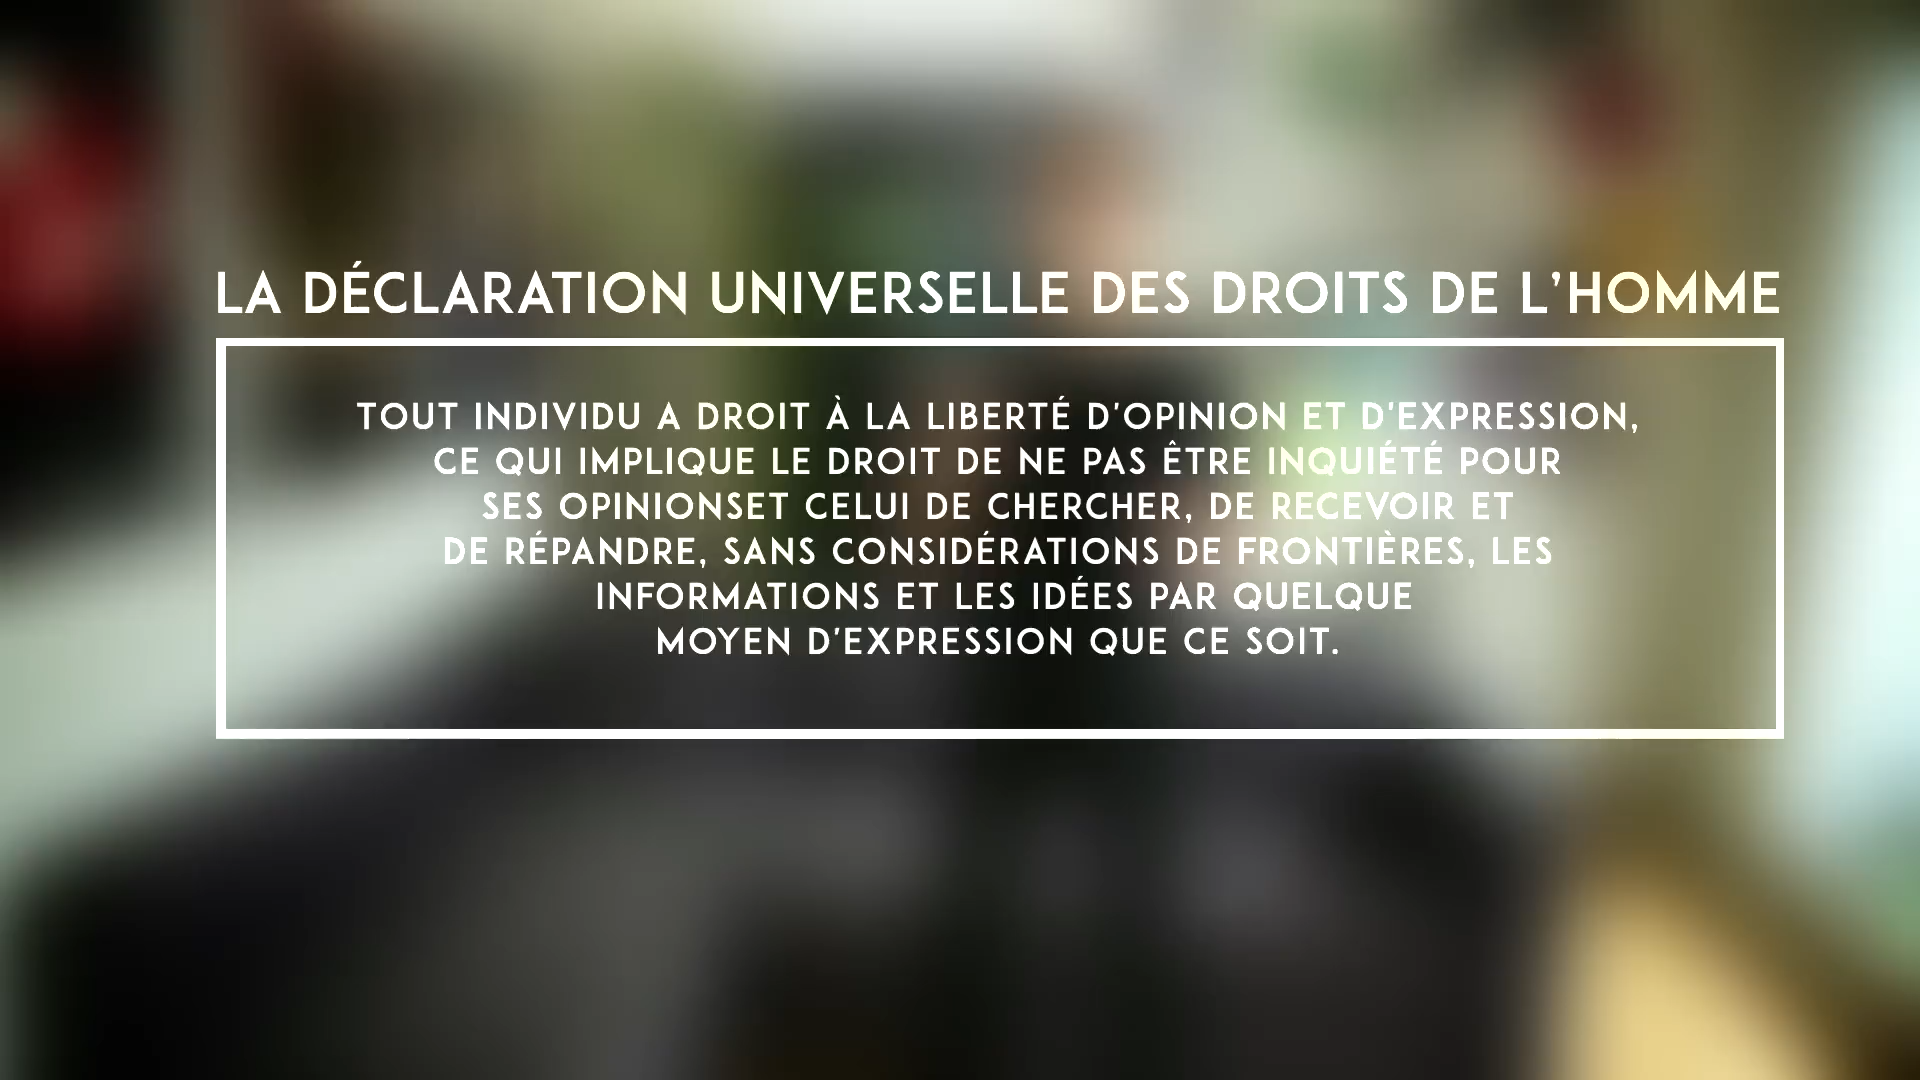 LA DÉCLARATION UNIVERSELLE DES DROITS DE L'HOMME
TOUT INDIVIDU A DROIT À LA LIBERTÉ D'OPINION ET D'EXPRESSION,
CE QUI IMPLIQUE LE DROIT DE NE PAS ÊTRE INQUIÉTÉ POUR
SES OPINIONSET CELUI DE CHERCHER, DE RECEVOIR ET
DE RÉPANDRE, SANS CONSIDÉRATIONS DE FRONTIÈRES, LES
INFORMATIONS ET LES IDÉES PAR QUELQUE
MOYEN D'EXPRESSION QUE CE SOIT.